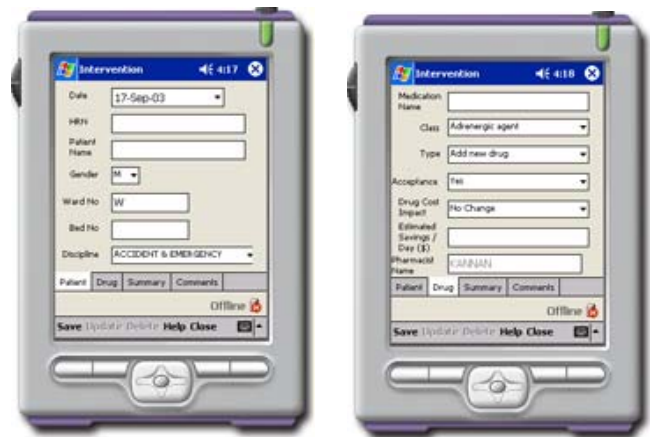 Intervention 4:17
Date 17-Sep-03
HRN
Patient
Name
Gender M
Ward No W
Bed No
Discipline ACCIDENT & EMERGENCY
Patient Drug Summary Comments
Offline
Save Update Delete Help Close
Intervention 4:18
Medication
Name
Class Adrenergic agent
Type Add new drug
Acceptance Yes
Drug Cost
Impact No Change
Estimated
Savings /
Day ($)
Pharmacist
Name KANNAN
Patient Drug Summary Comments
Offline
Save Update Delete Help Close